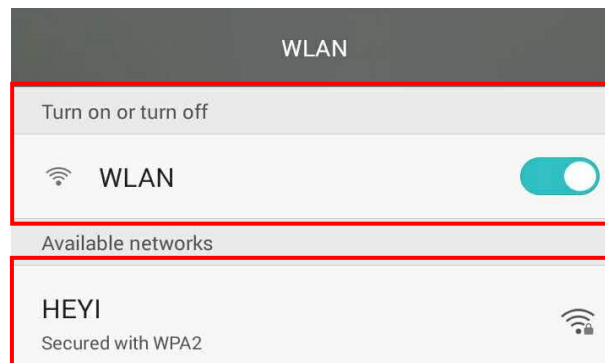 WLAN
Turn on or turn off
WLAN
Available networks
HEYI
Secured with WPA2